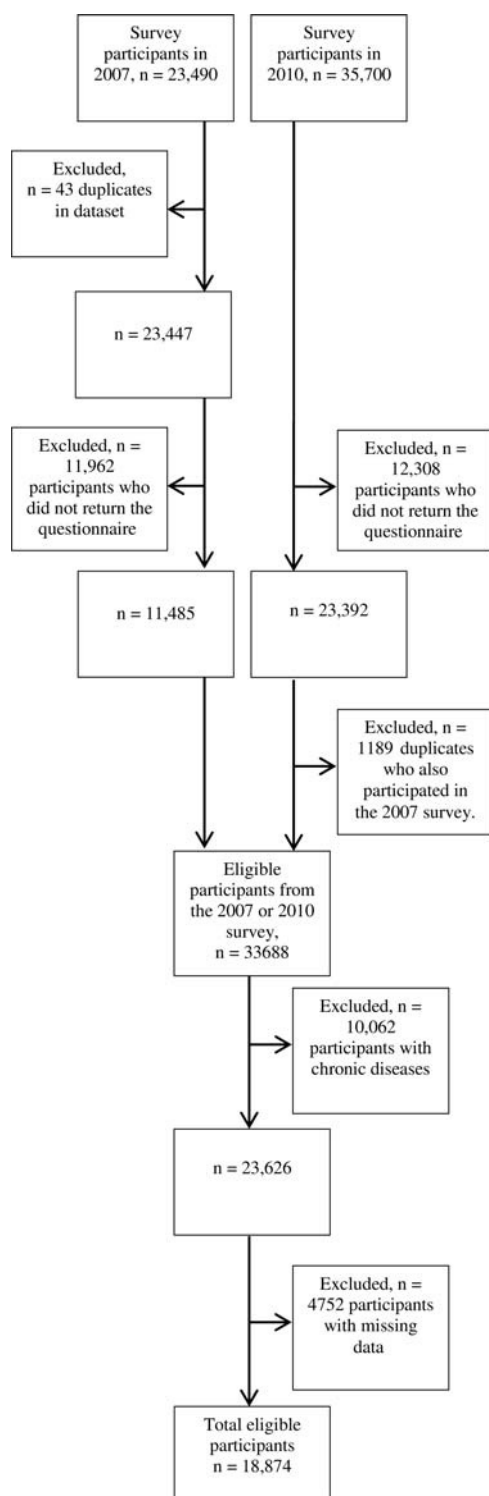 Survey
participants in
2007, n = 23,490
Survey
participants in
2010, n = 35,700
Excluded,
n = 43 duplicates
in dataset
n = 23,447
Excluded, n =
11,962
participants who
did not return the
questionnaire
Excluded, n =
12,308
participants who
did not return the
questionnaire
n = 11,485
n = 23,392
Excluded, n =
1189 duplicates
who also
participated in
the 2007 survey.
Eligible
participants from
the 2007 or 2010
survey,
n = 33688
Excluded, n =
10,062
participants with
chronic diseases
n = 23,626
Excluded, n =
4752 participants
with missing
data
Total eligible
participants
n = 18,874